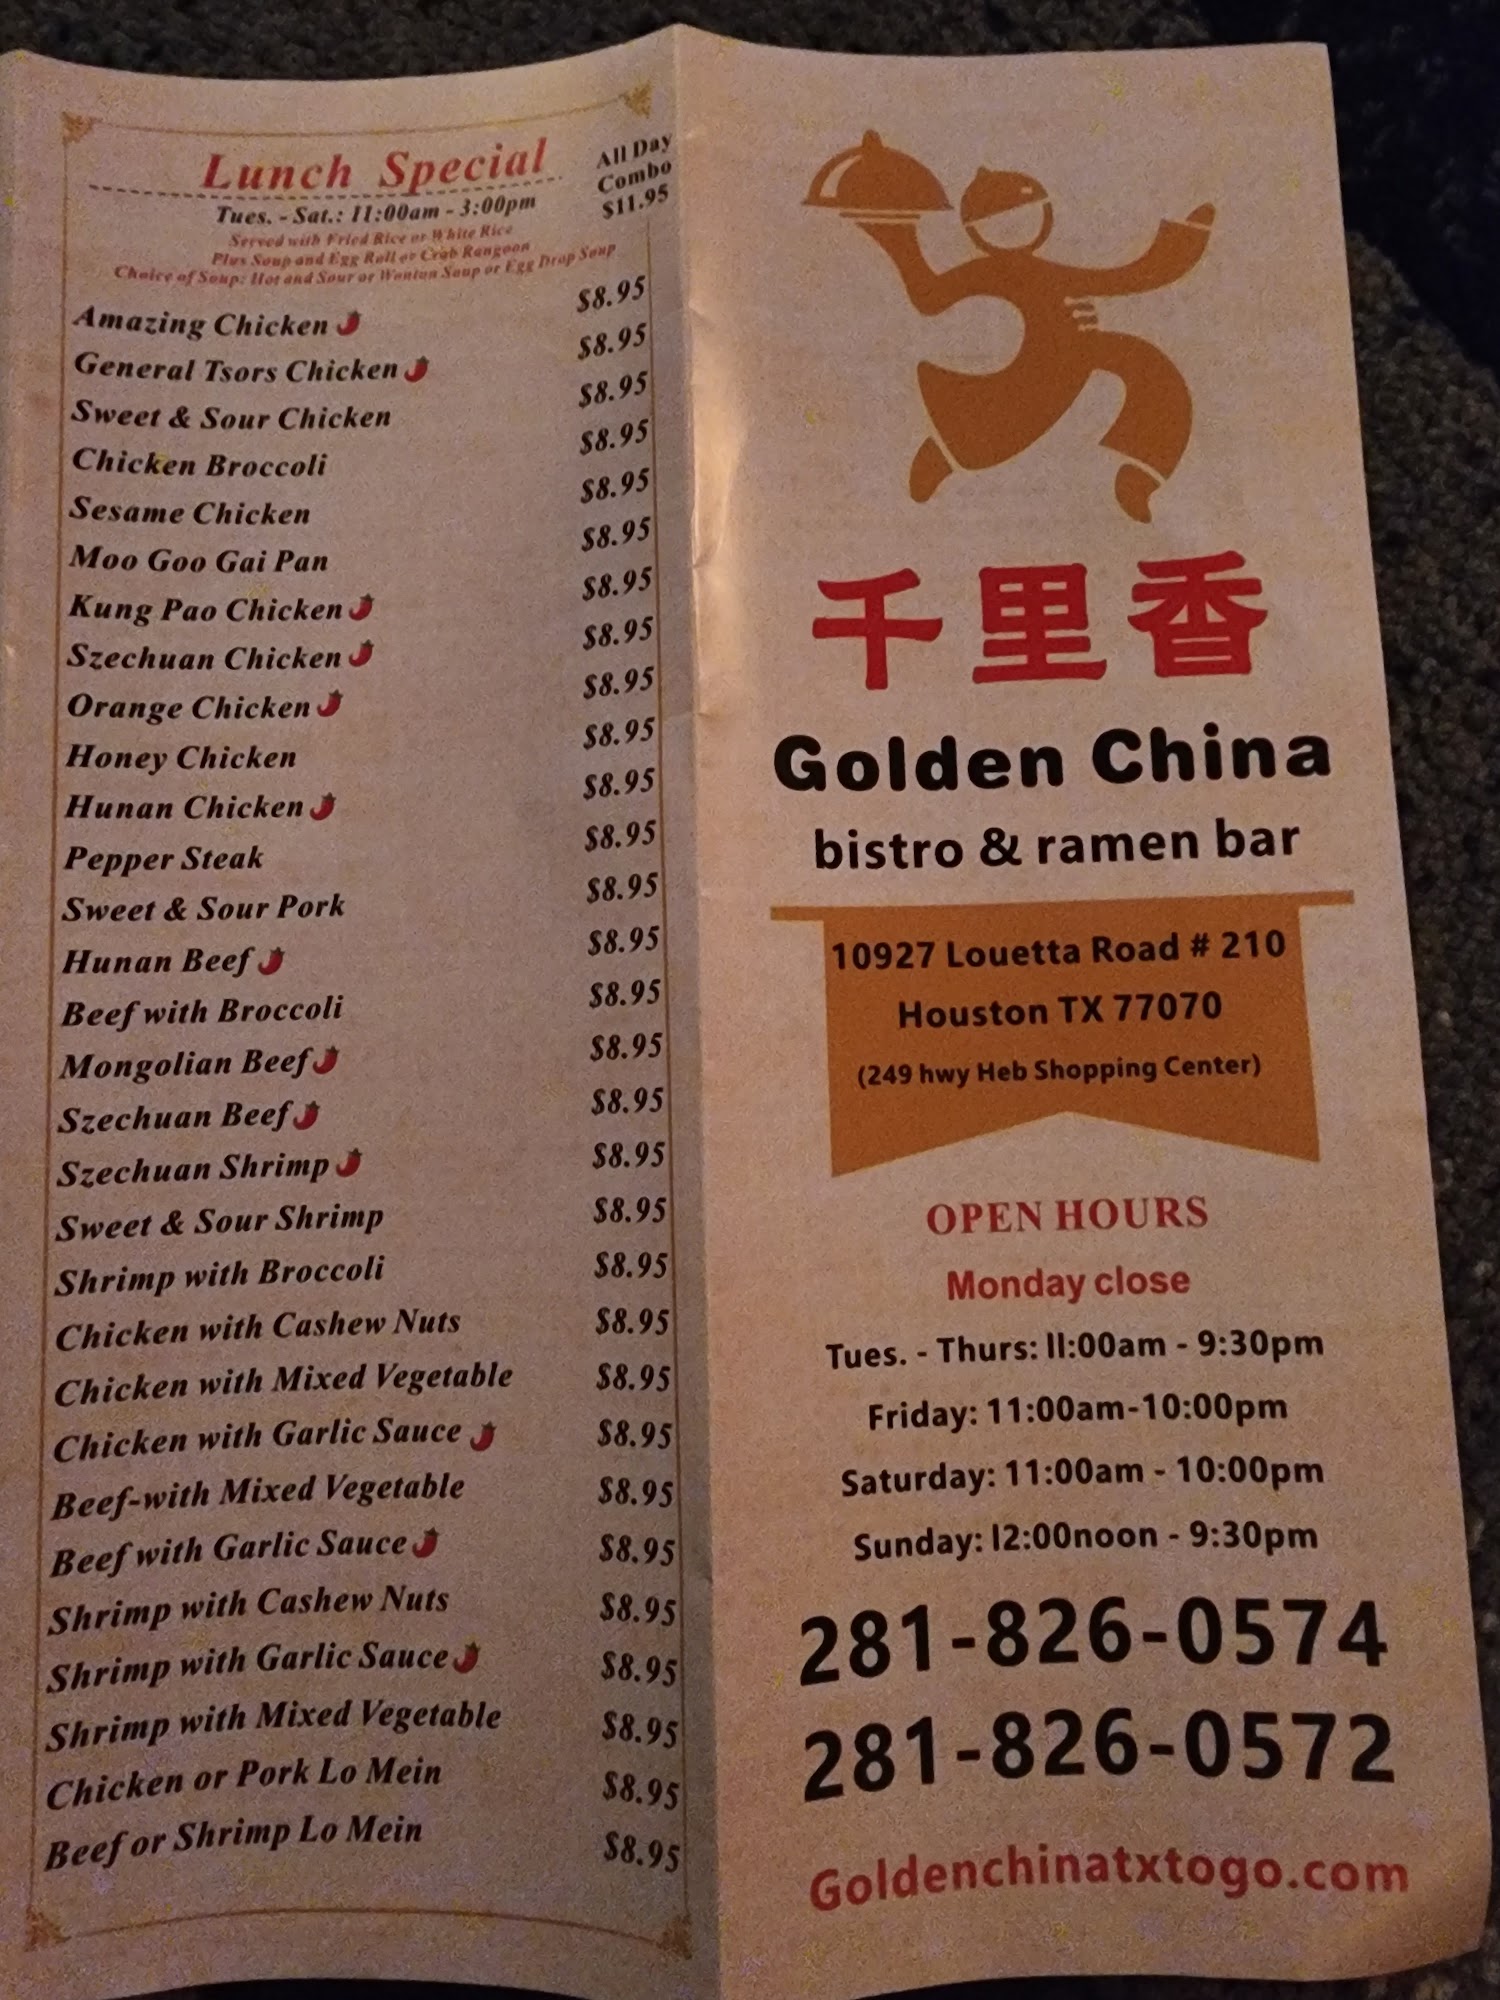 Lunch Special
All Day
Combo
$11.95
Tues. - Sat.: 11:00am - 3:00pm
Served with Fried Rice or White Rice
Plus Soup and Egg Roll or Crab Rangoon
Choice of Soup: Hot and Sour or Wonton Soup or Egg Drop Soup
Amazing Chicken $8.95
General Tsors Chicken $8.95
Sweet & Sour Chicken $8.95
Chicken Broccoli $8.95
Sesame Chicken $8.95
Moo Goo Gai Pan $8.95
Kung Pao Chicken $8.95
Szechuan Chicken $8.95
Orange Chicken $8.95
Honey Chicken $8.95
Hunan Chicken $8.95
Pepper Steak $8.95
Sweet & Sour Pork $8.95
Hunan Beef $8.95
Beef with Broccoli $8.95
Mongolian Beef $8.95
Szechuan Beef $8.95
Szechuan Shrimp $8.95
Sweet & Sour Shrimp $8.95
Shrimp with Broccoli $8.95
Chicken with Cashew Nuts $8.95
Chicken with Mixed Vegetable $8.95
Chicken with Garlic Sauce $8.95
Beef-with Mixed Vegetable $8.95
Beef with Garlic Sauce $8.95
Shrimp with Cashew Nuts $8.95
Shrimp with Garlic Sauce $8.95
Shrimp with Mixed Vegetable $8.95
Chicken or Pork Lo Mein $8.95
Beef or Shrimp Lo Mein $8.95
千里香
Golden China
bistro & ramen bar
10927 Louetta Road # 210
Houston TX 77070
(249 hwy Heb Shopping Center)
OPEN HOURS
Monday close
Tues. - Thurs: ll:00am - 9:30pm
Friday: 11:00am-10:00pm
Saturday: 11:00am - 10:00pm
Sunday: l2:00noon - 9:30pm
281-826-0574
281-826-0572
Goldenchinatxtogo.com